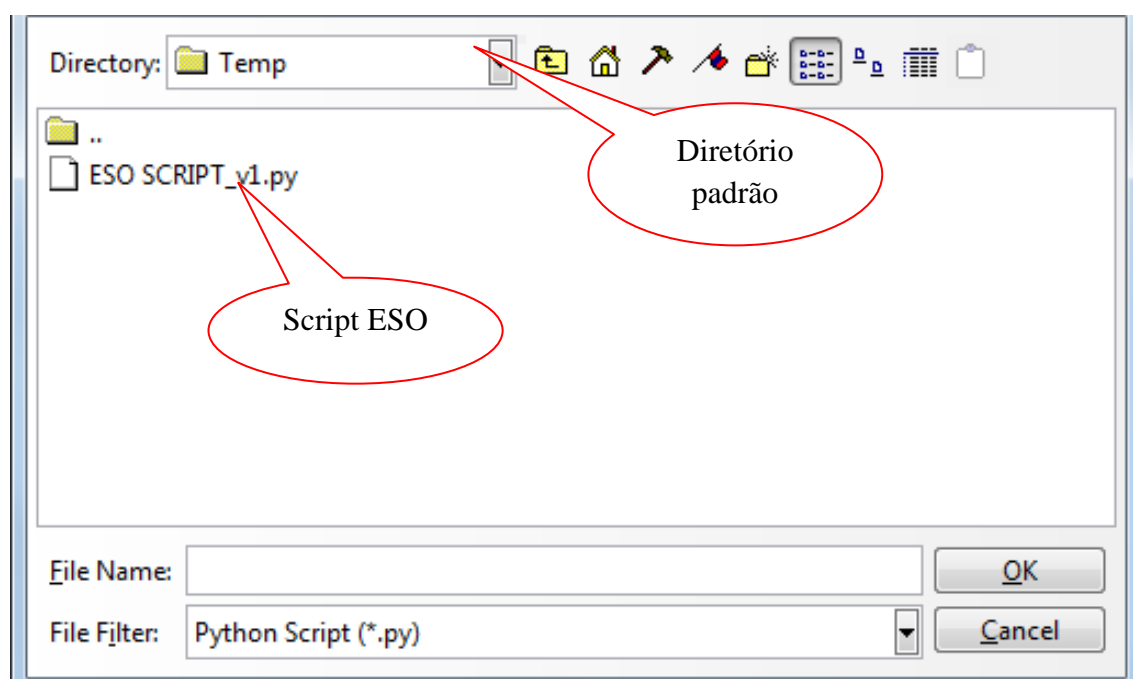 Directory: Temp
..
ESO SCRIPT_v1.py
Diretório
padrão
Script ESO
File Name:
OK
File Filter: Python Script (*.py)
Cancel